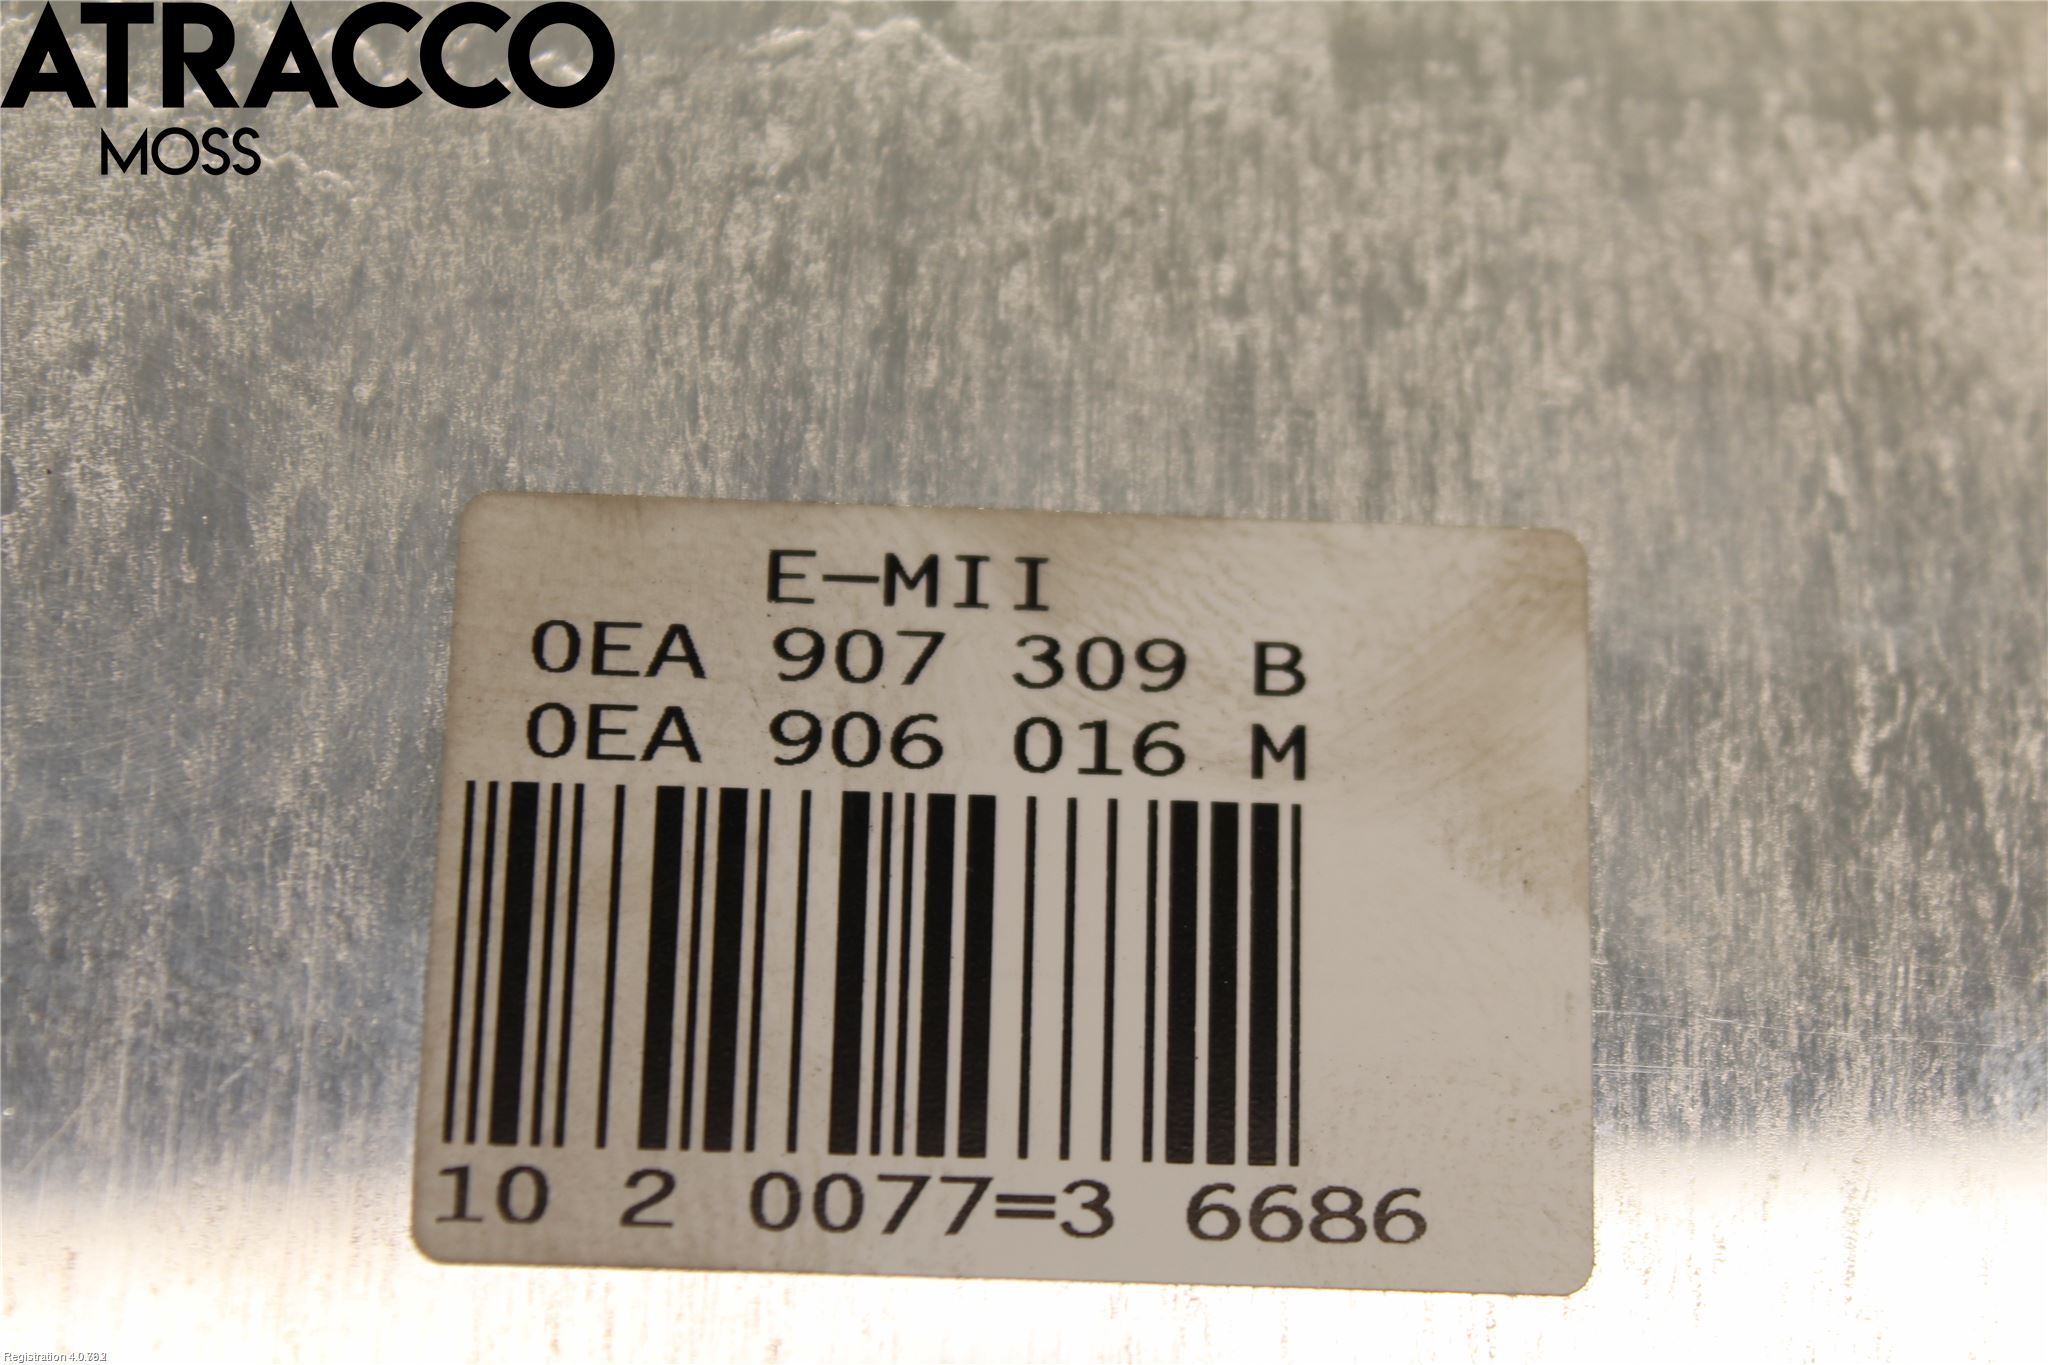 ATRACCO
MOSS
E-MII
0EA 907 309 B
0EA 906 016 M
10 2 0077=3 6686